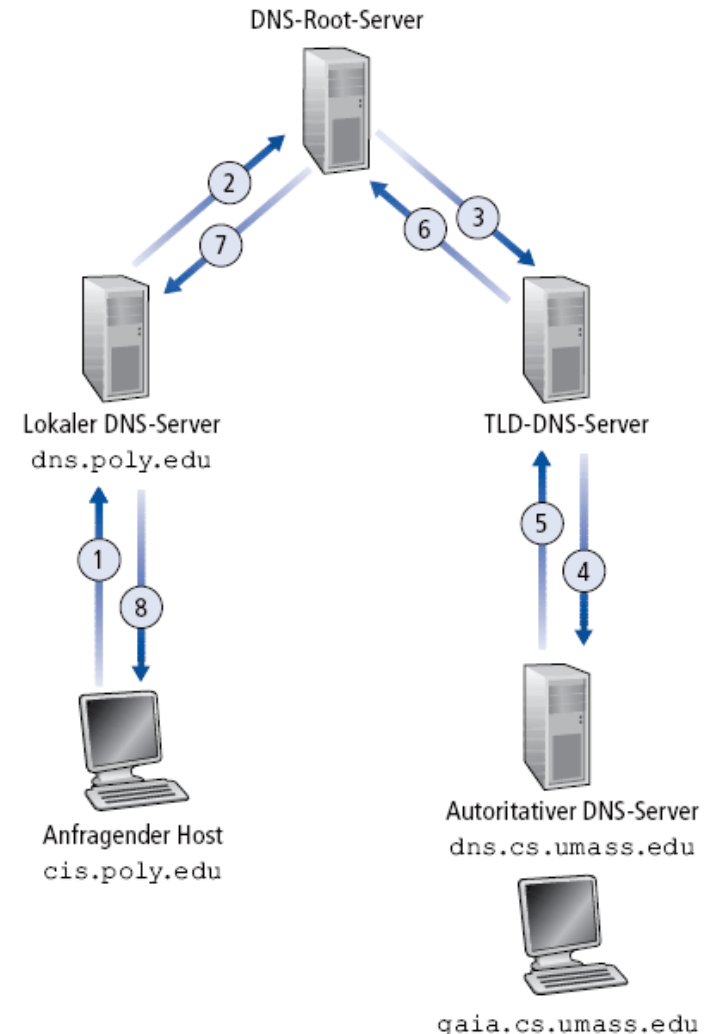 DNS-Root-Server
2
3
7
6
Lokaler DNS-Server
dns.poly.edu
TLD-DNS-Server
1
8
5
4
Anfragender Host
cis.poly.edu
Autoritativer DNS-Server
dns.cs.umass.edu
gaia.cs.umass.edu